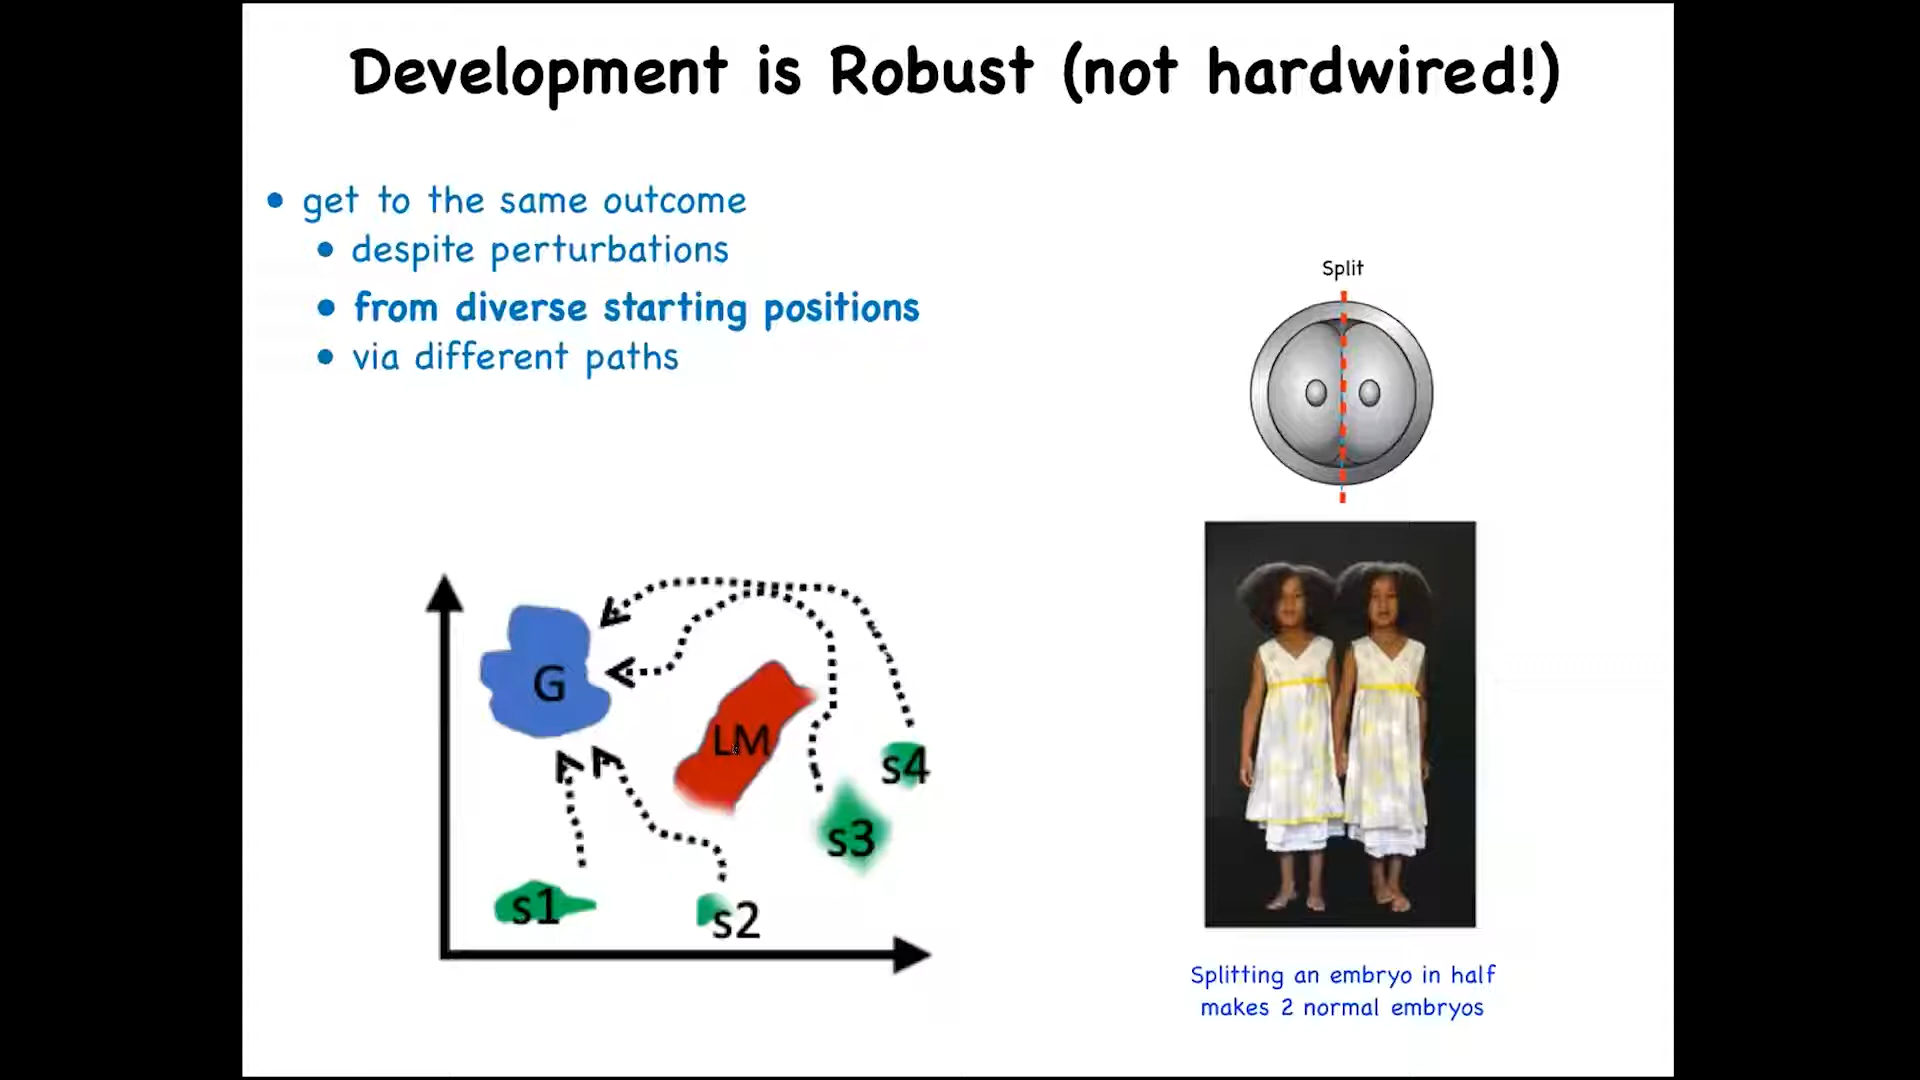 Development is Robust (not hardwired!)
get to the same outcome
despite perturbations
from diverse starting positions
via different paths
Split
G
LM
s4
s3
s1
s2
Splitting an embryo in half
makes 2 normal embryos